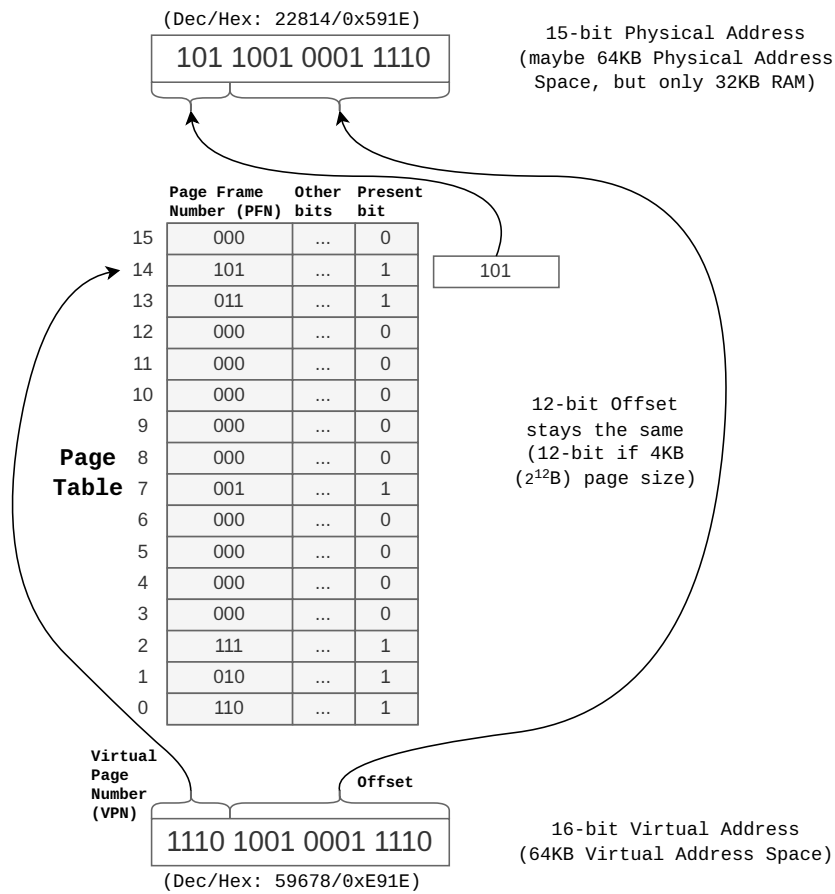 (Dec/Hex: 22814/0x591E)
101 1001 0001 1110
15-bit Physical Address
(maybe 64KB Physical Address
Space, but only 32KB RAM)
Page Frame Number (PFN) Other bits Present bit
15 000 ... 0
14 101 ... 1
101
13 011 ... 1
12 000 ... 0
11 000 ... 0
10 000 ... 0
9 000 ... 0
8 000 ... 0
7 001 ... 1
6 000 ... 0
5 000 ... 0
4 000 ... 0
3 000 ... 0
2 111 ... 1
1 010 ... 1
0 110 ... 1
Page
Table
12-bit Offset
stays the same
(12-bit if 4KB
(2¹²B) page size)
Virtual
Page
Number
(VPN)
Offset
1110 1001 0001 1110
(Dec/Hex: 59678/0xE91E)
16-bit Virtual Address
(64KB Virtual Address Space)